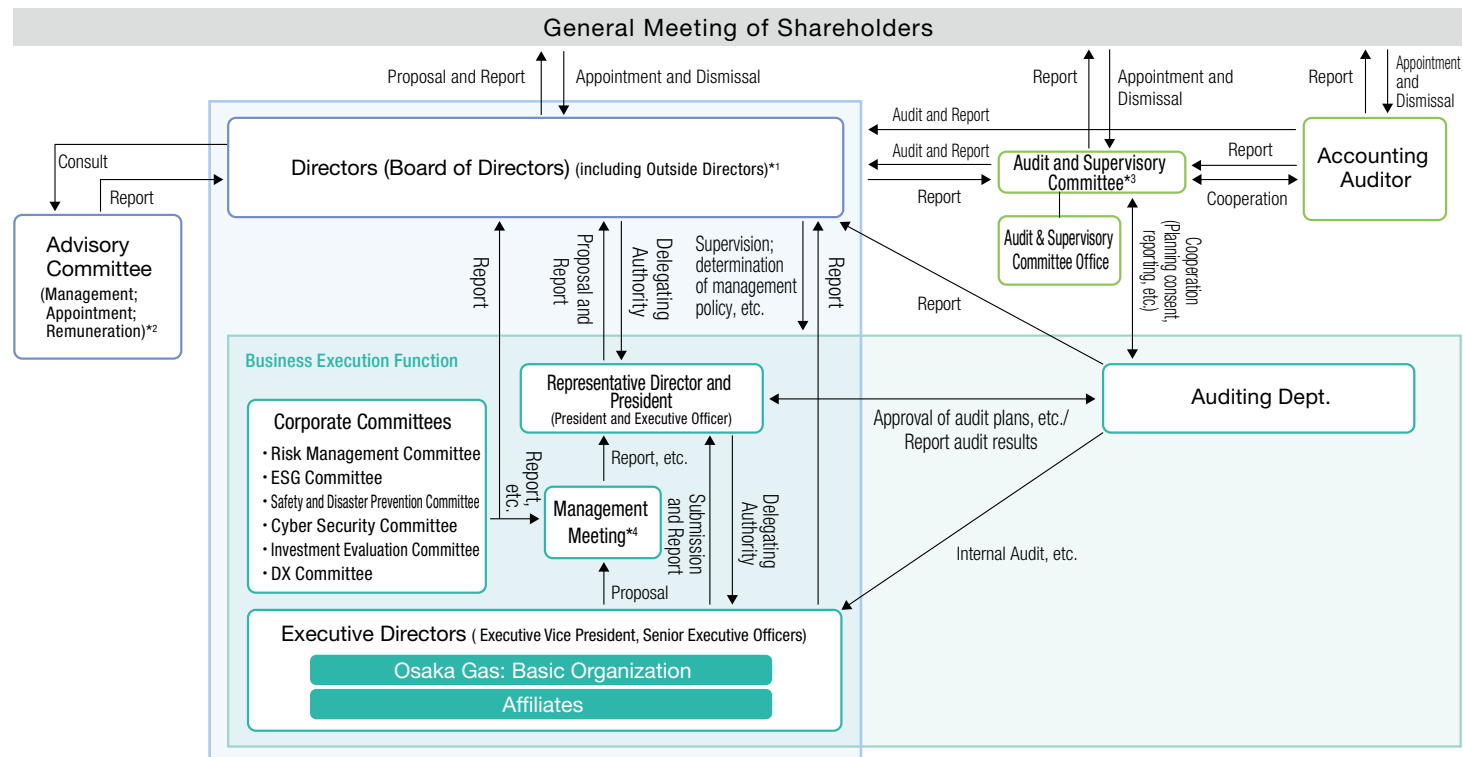 General Meeting of Shareholders
Proposal and Report
Appointment and Dismissal
Report
Appointment and
Dismissal
Report
Appointment
and
Dismissal
Consult
Report
Directors (Board of Directors) (including Outside Directors)*1
Audit and Report
Audit and Report
Report
Audit and Supervisory
Committee*3
Report
Cooperation
Accounting
Auditor
Advisory
Committee
(Management;
Appointment;
Remuneration)*2
Audit & Supervisory
Committee Office
Report
Proposal and
Report
Delegating
Authority
Supervision;
determination
of management
policy, etc.
Report
Report
Cooperation
(Planning consent,
reporting, etc.)
Business Execution Function
Representative Director and
President
(President and Executive Officer)
Auditing Dept.
Approval of audit plans, etc./
Report audit results
Corporate Committees
・Risk Management Committee
・ESG Committee
・Safety and Disaster Prevention Committee
・Cyber Security Committee
・Investment Evaluation Committee
・DX Committee
Report,
etc.
Report, etc.
Management
Meeting*4
Submission
and Report
Delegating
Authority
Internal Audit, etc.
Proposal
Executive Directors ( Executive Vice President, Senior Executive Officers)
Osaka Gas: Basic Organization
Affiliates